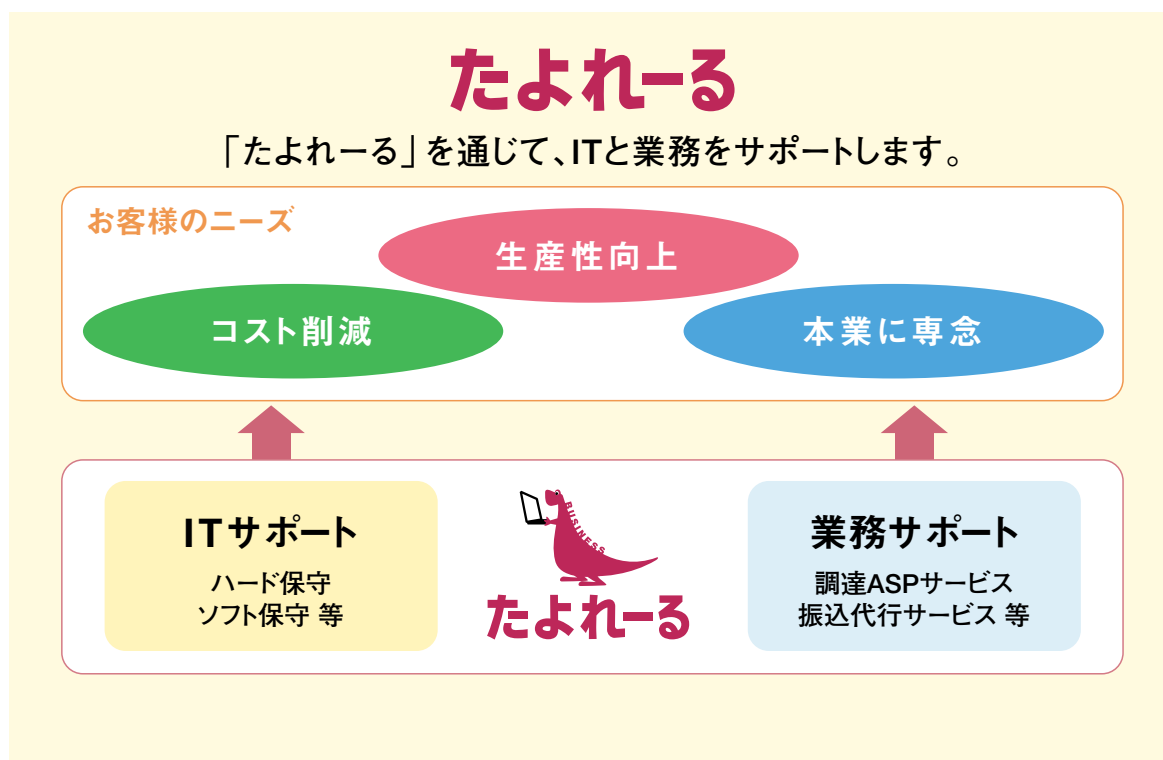 たよれーる
「たよれーる」を通じて、ITと業務をサポートします。
お客様のニーズ
生産性向上
コスト削減
本業に専念
ITサポート
ハード保守
ソフト保守 等
BUSINESS
たよれーる
業務サポート
調達ASPサービス
振込代行サービス 等